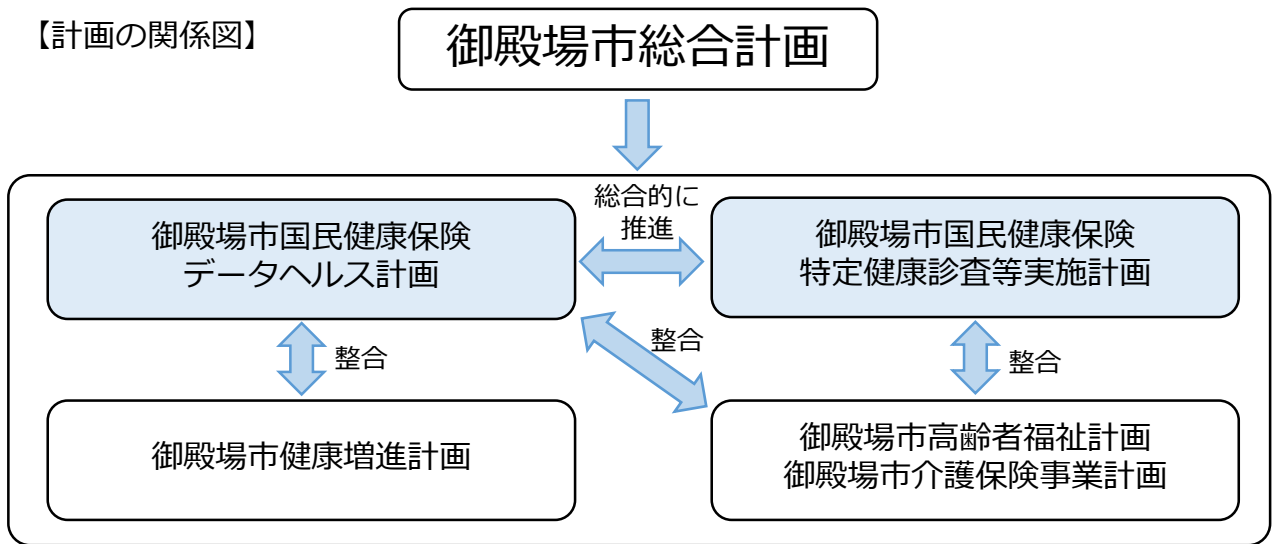 【計画の関係図】
御殿場市総合計画
御殿場市国民健康保険
データヘルス計画
総合的に
推進
御殿場市国民健康保険
特定健康診査等実施計画
整合
整合
整合
御殿場市健康増進計画
御殿場市高齢者福祉計画
御殿場市介護保険事業計画